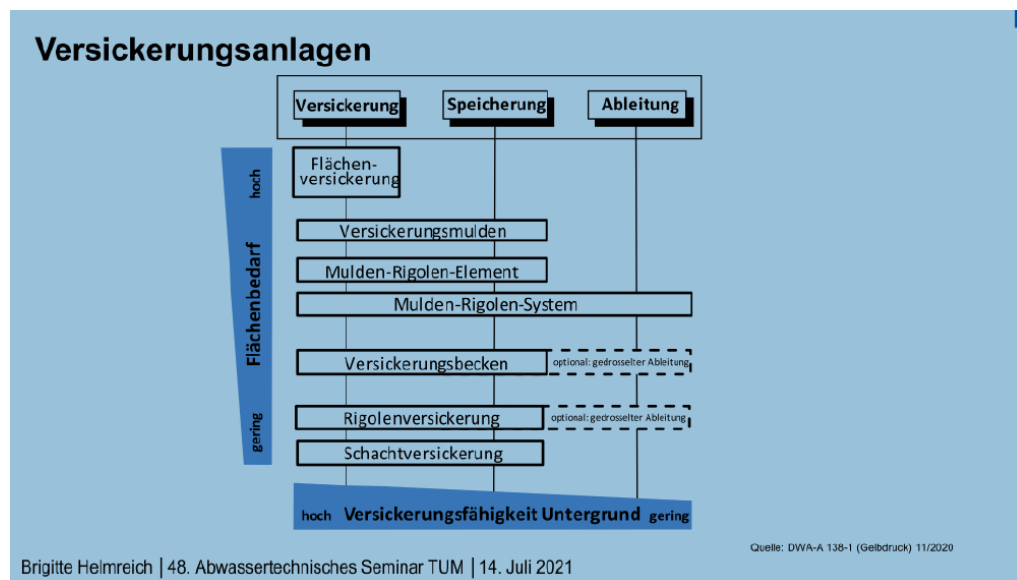 Versickerungsanlagen
Versickerung
Speicherung
Ableitung
Flächen-
versickerung
hoch
Versickerungsmulden
Mulden-Rigolen-Element
Mulden-Rigolen-System
Flächenbedarf
Versickerungsbecken
optional: gedrosselter Ableitung
Rigolenversickerung
optional: gedrosselter Ableitung
gering
Schachtversickerung
hoch Versickerungsfähigkeit Untergrund gering
Quelle: DWA-A 138-1 (Gelbdruck) 11/2020
Brigitte Helmreich | 48. Abwassertechnisches Seminar TUM | 14. Juli 2021